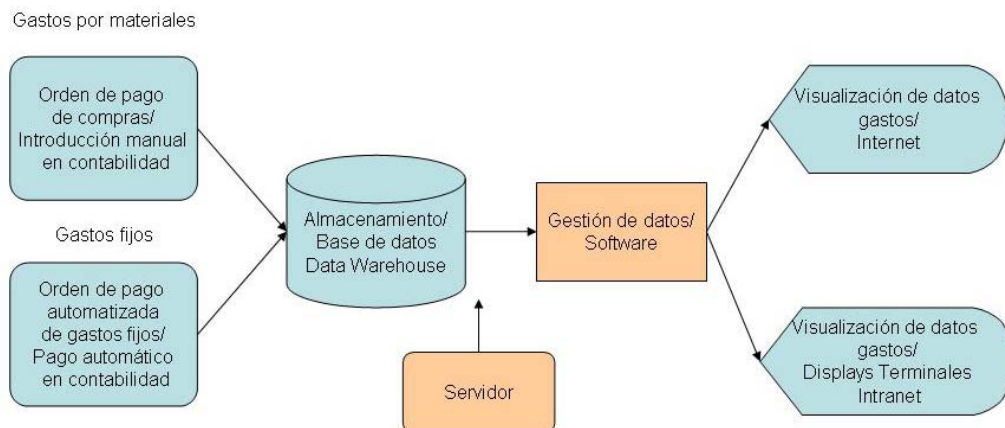 Gastos por materiales
Orden de pago
de compras/
Introducción manual
en contabilidad
Gastos fijos
Orden de pago
automatizada
de gastos fijos/
Pago automático
en contabilidad
Almacenamiento/
Base de datos
Data Warehouse
Servidor
Gestión de datos/
Software
Visualización de datos
gastos/
Internet
Visualización de datos
gastos/
Displays Terminales
Intranet